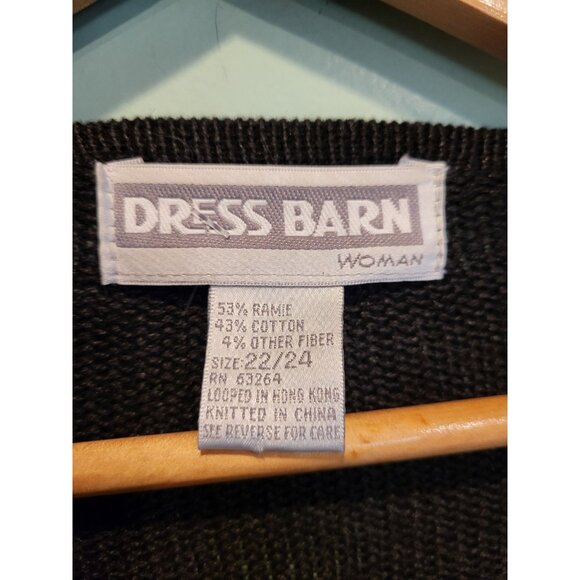 DRESS BARN
WOMAN
53% RAMIE
43% COTTON
4% OTHER FIBER
SIZE: 22/24
RN 63264
LOOPED IN HONG KONG
KNITTED IN CHINA
SEE REVERSE FOR CARE